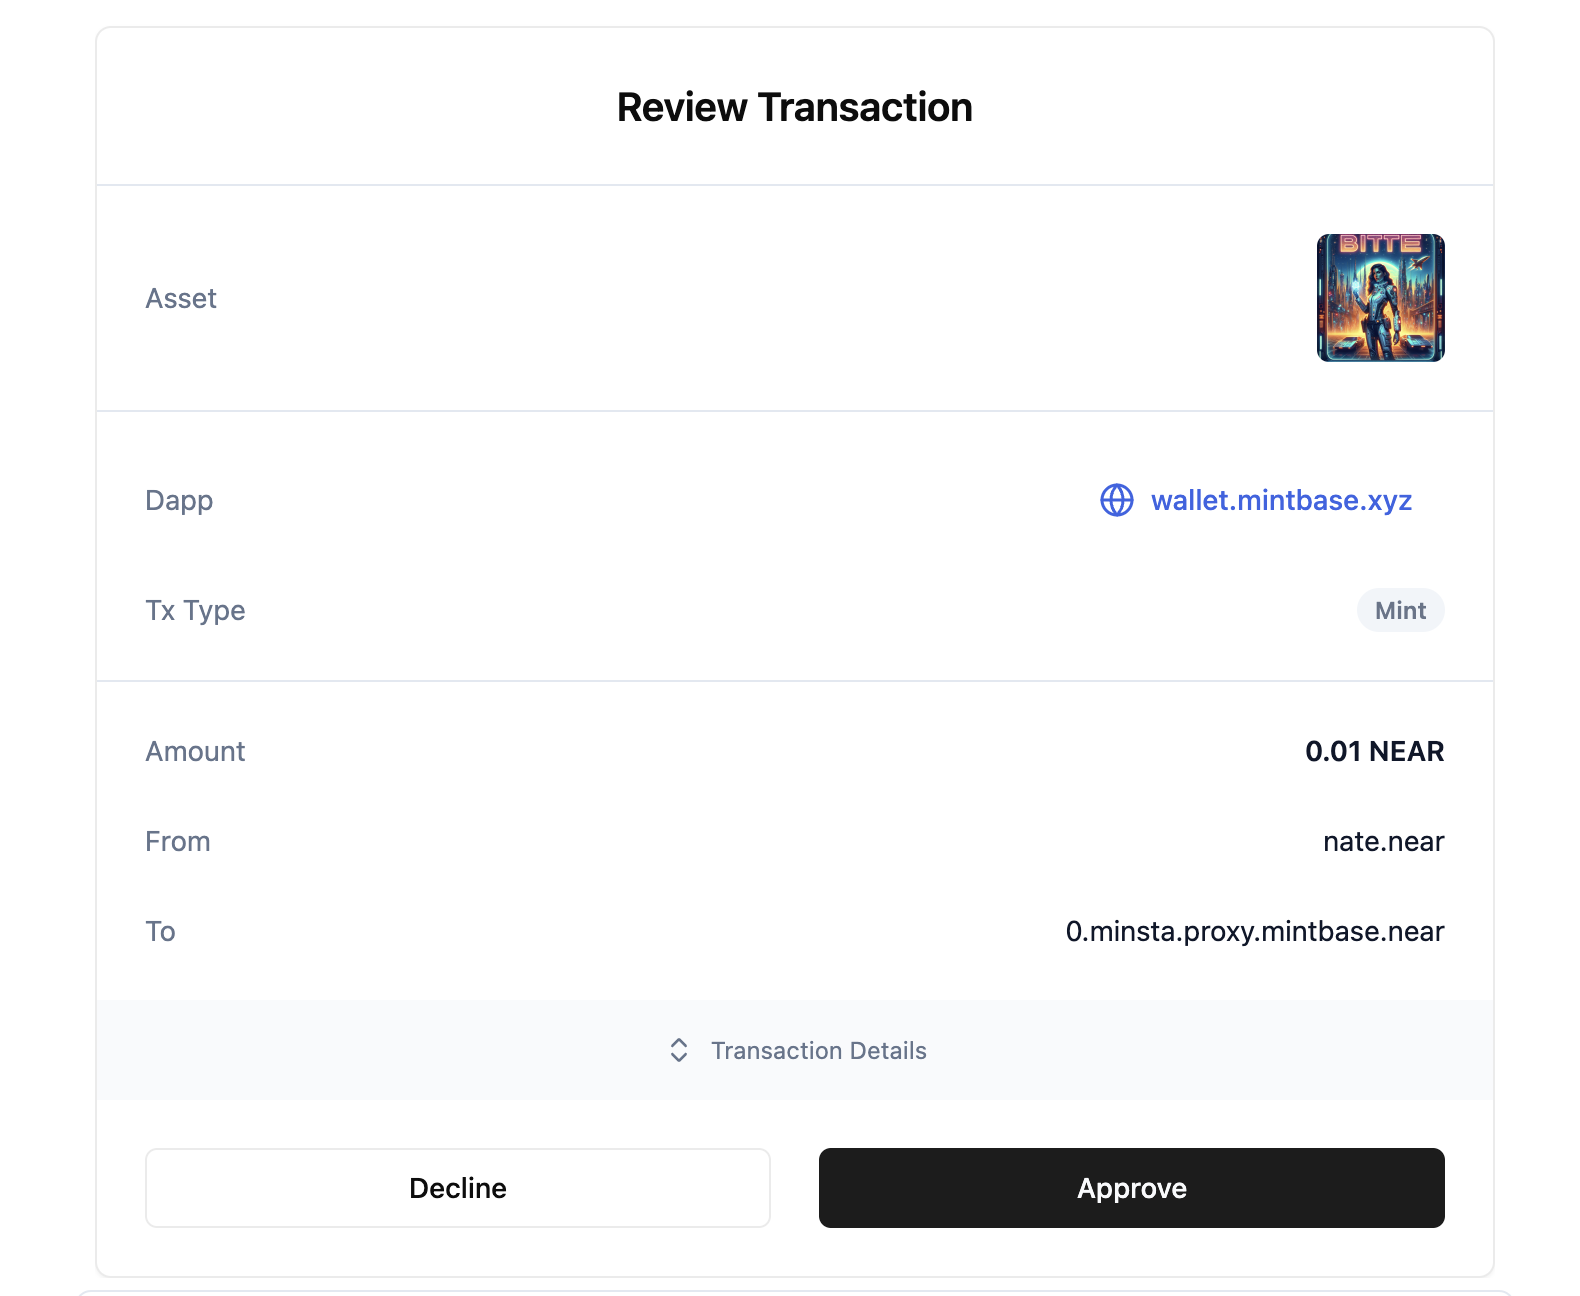 Review Transaction
Asset
BITTE
Dapp
wallet.mintbase.xyz
Tx Type
Mint
Amount
0.01 NEAR
From
nate.near
To
0.minsta.proxy.mintbase.near
Transaction Details
Decline
Approve